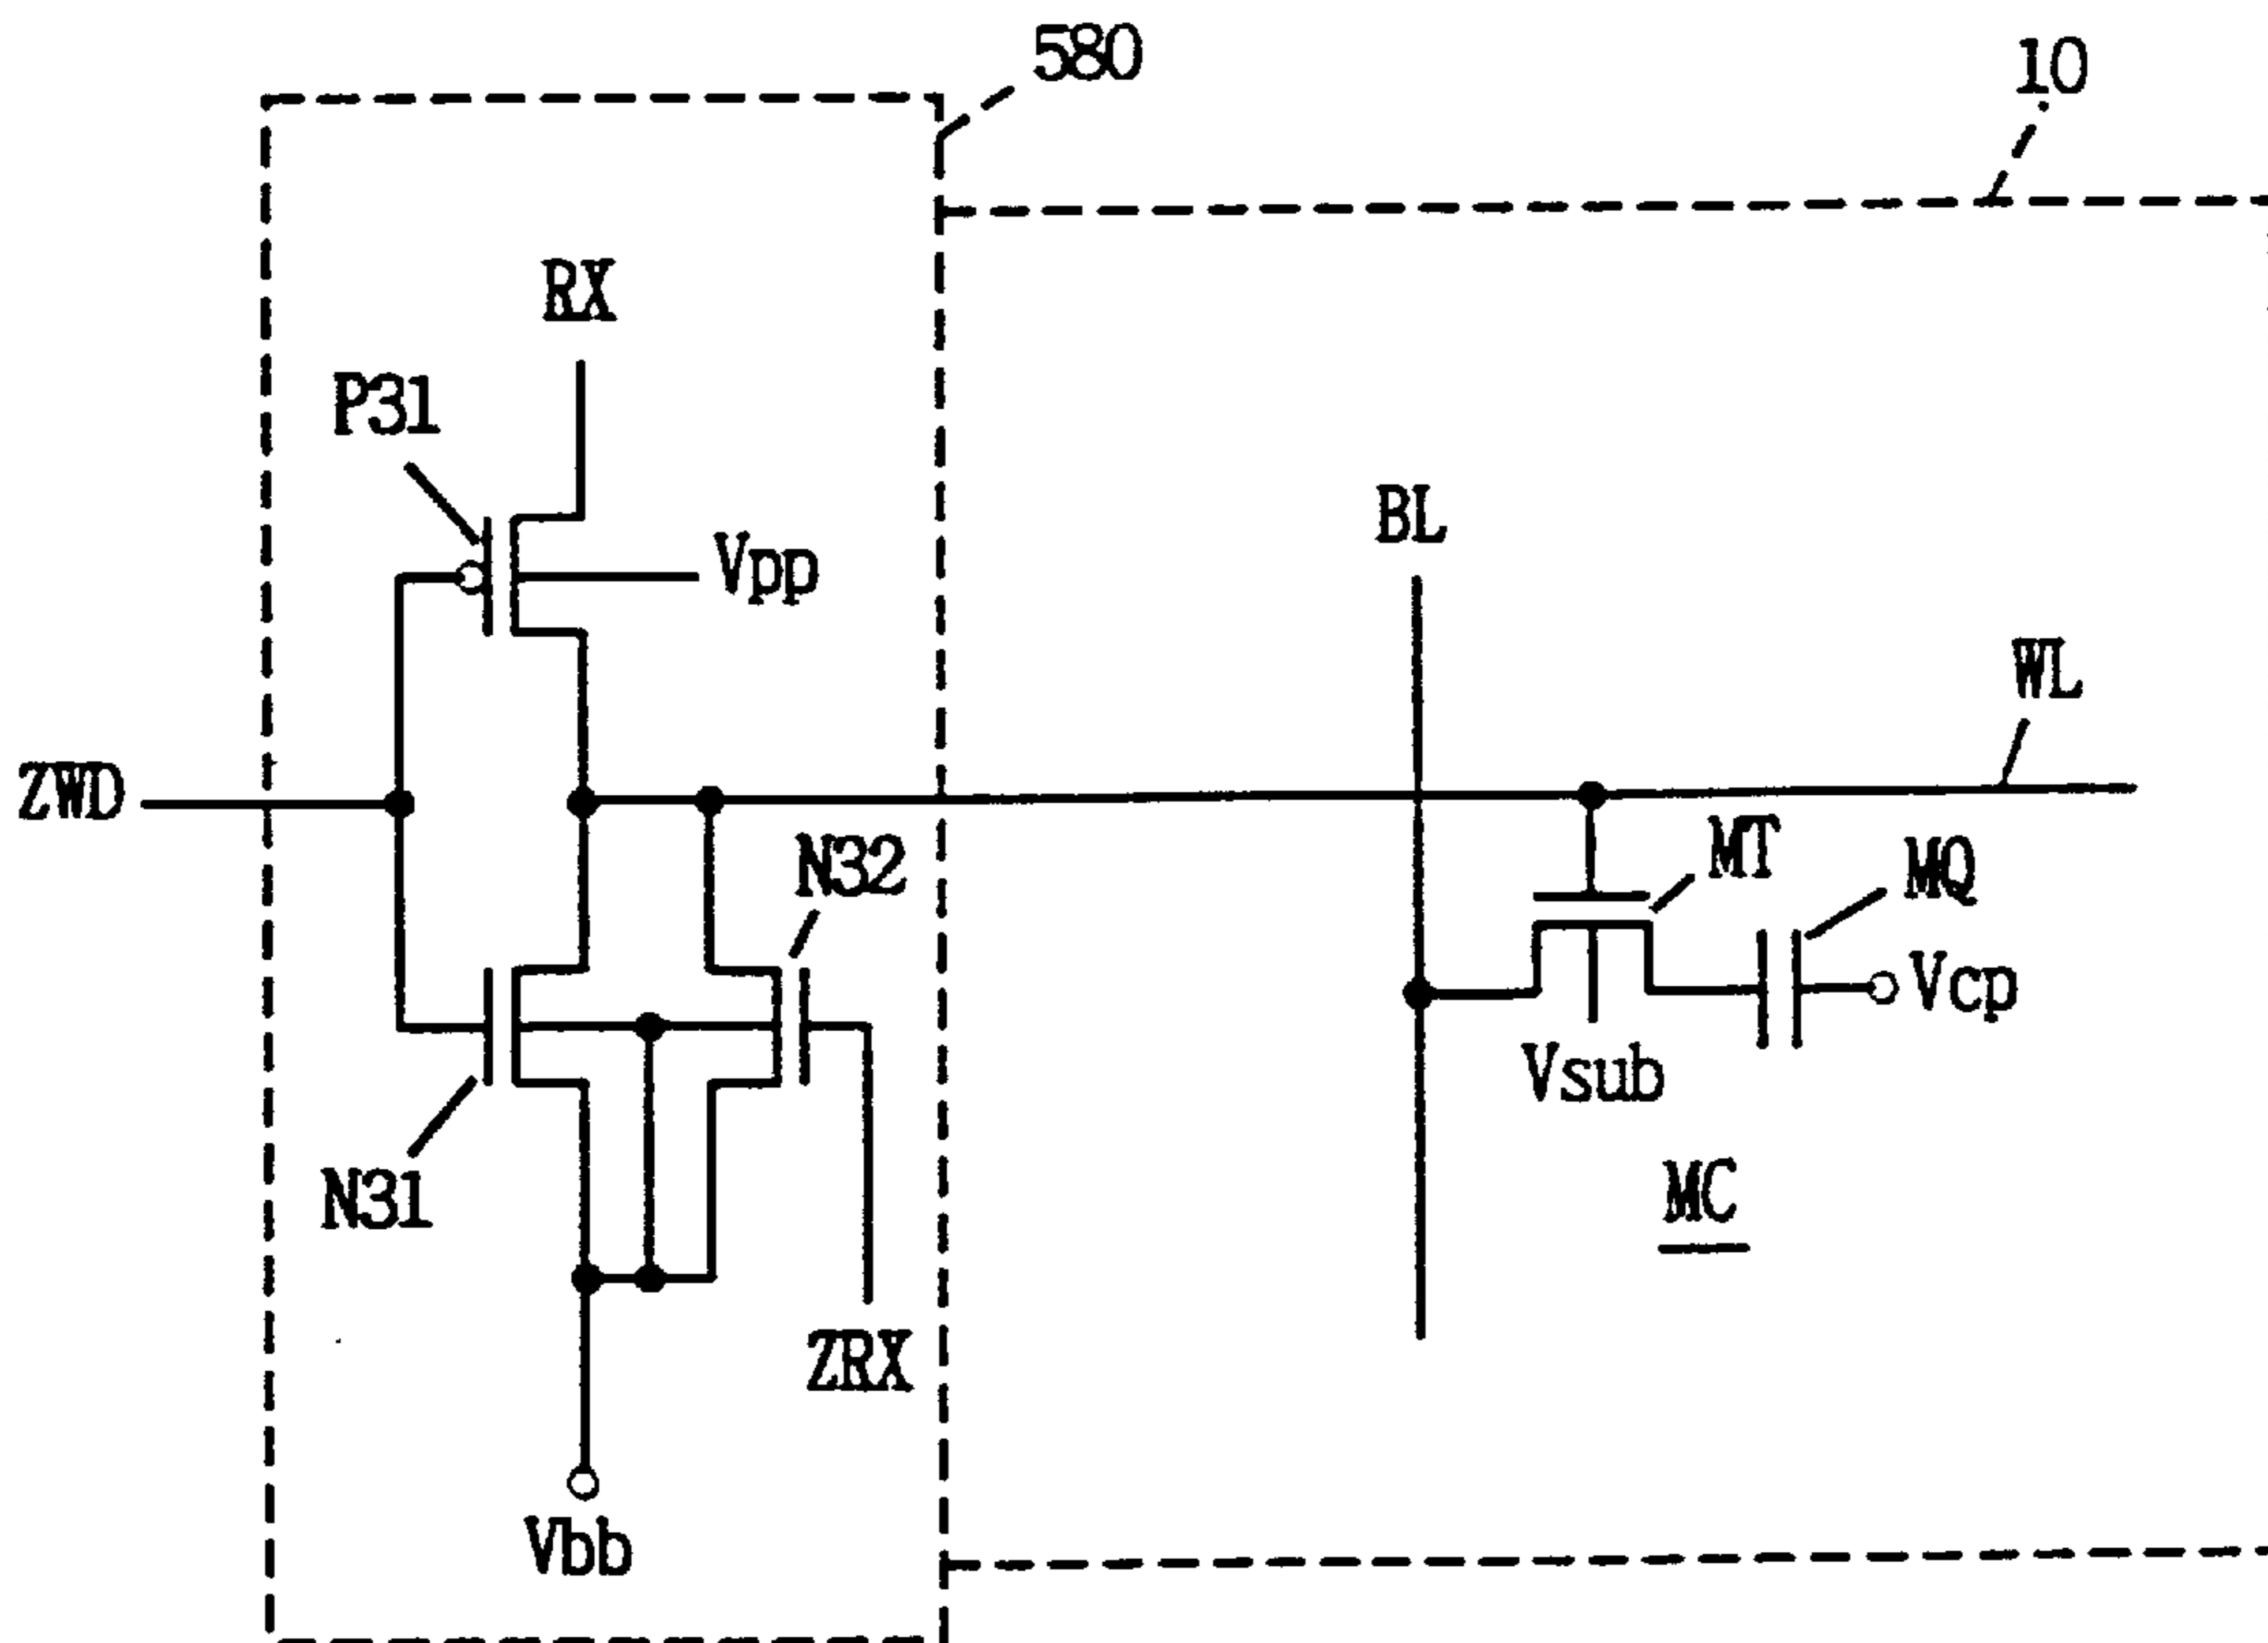 580
10
RX
P31
Vpp
BL
WL
ZWD
N32
MT
MQ
Vcp
Vsub
N31
MC
ZRX
Vbb